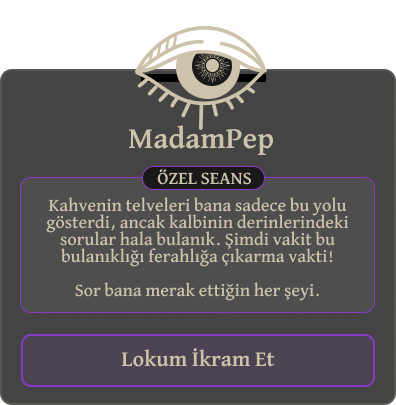 MadamPep
ÖZEL SEANS
Kahvenin telveleri bana sadece bu yolu
gösterdi, ancak kalbinin derinlerindeki
sorular hala bulanık. Şimdi vakit bu
bulanıklığı ferahlığa çıkarma vakti!
Sor bana merak ettiğin her şeyi.
Lokum İkram Et